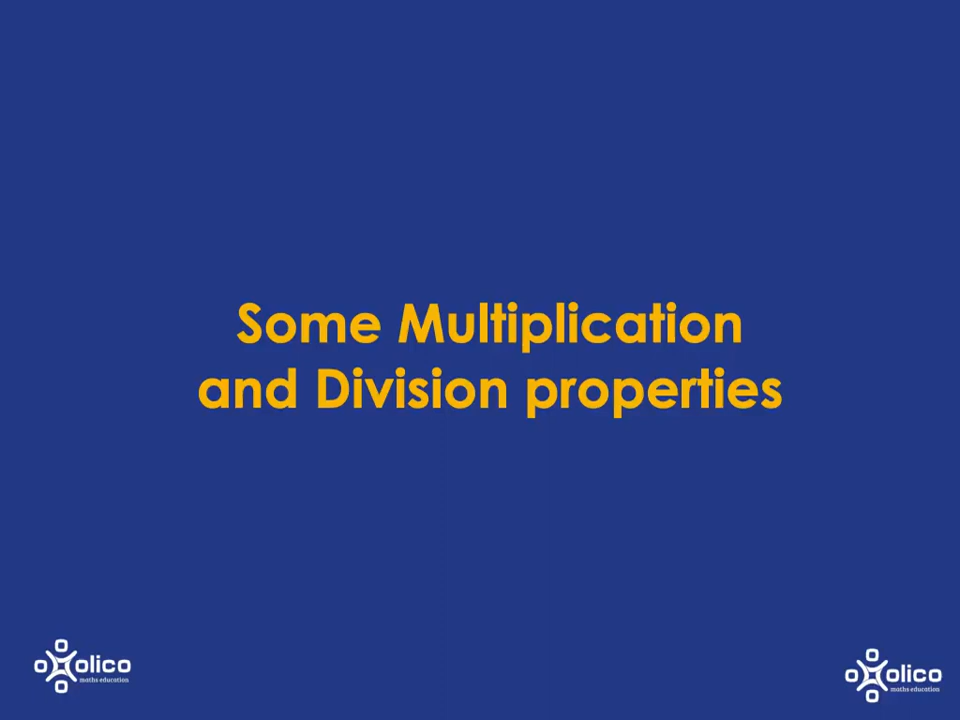 Some Multiplication
and Division properties
olico
maths education
olico
maths education